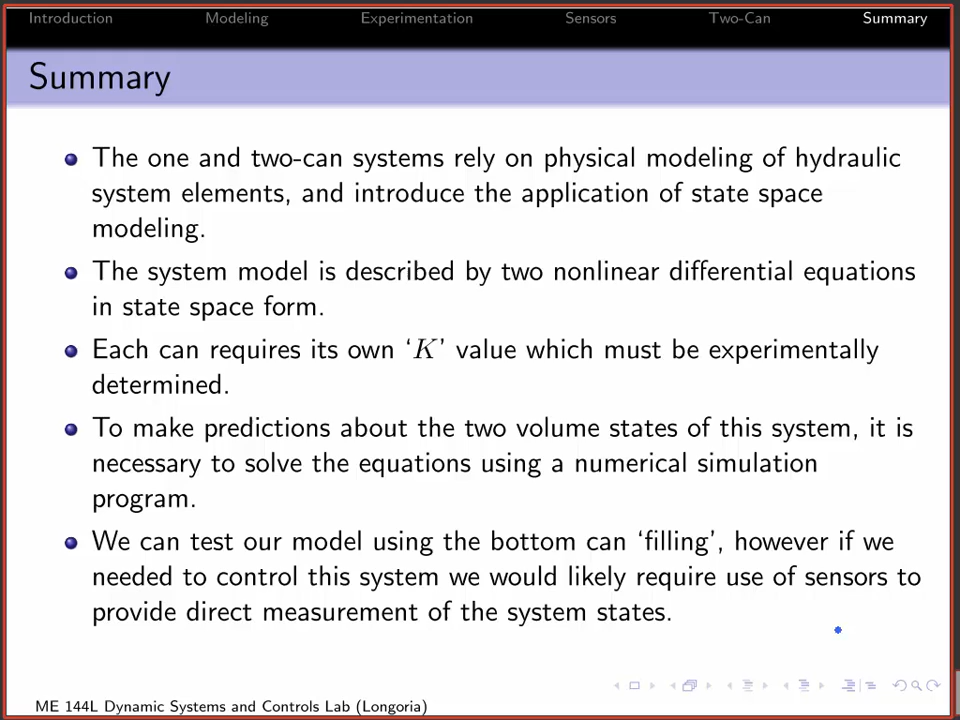 Introduction Modeling Experimentation Sensors Two-Can Summary
Summary
The one and two-can systems rely on physical modeling of hydraulic
system elements, and introduce the application of state space
modeling.
The system model is described by two nonlinear differential equations
in state space form.
Each can requires its own ‘K’ value which must be experimentally
determined.
To make predictions about the two volume states of this system, it is
necessary to solve the equations using a numerical simulation
program.
We can test our model using the bottom can ‘filling’, however if we
needed to control this system we would likely require use of sensors to
provide direct measurement of the system states.
ME 144L Dynamic Systems and Controls Lab (Longoria)